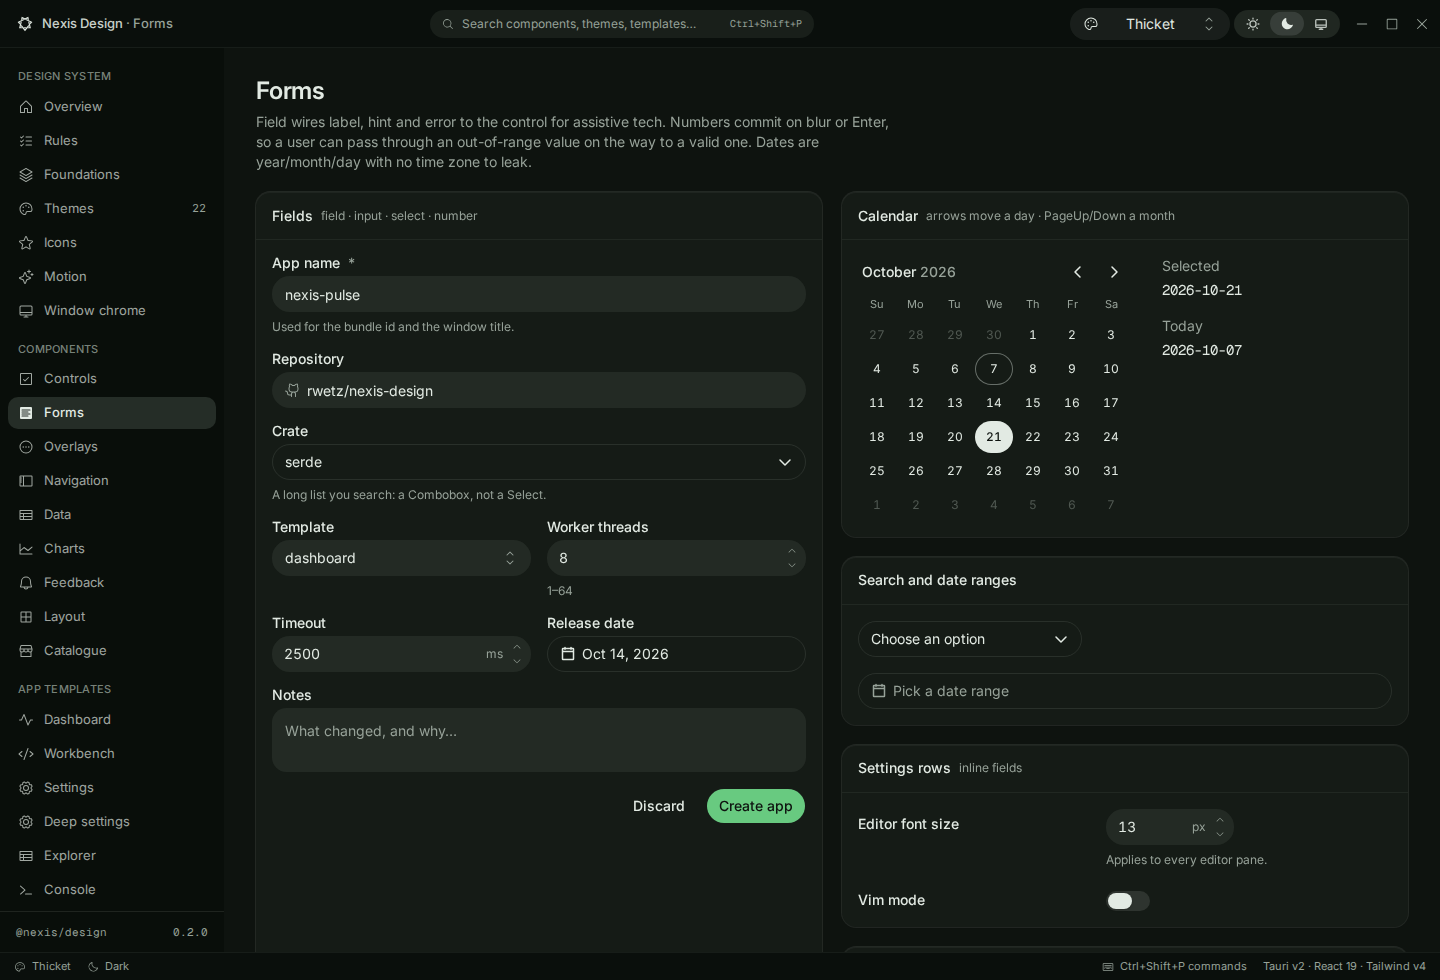 Nexis Design · Forms
Search components, themes, templates...
Ctrl+Shift+P
Thicket
DESIGN SYSTEM
Overview
Rules
Foundations
Themes
22
Icons
Motion
Window chrome
COMPONENTS
Controls
Forms
Overlays
Navigation
Data
Charts
Feedback
Layout
Catalogue
APP TEMPLATES
Dashboard
Workbench
Settings
Deep settings
Explorer
Console
@nexis/design
0.2.0
Forms
Field wires label, hint and error to the control for assistive tech. Numbers commit on blur or Enter,
so a user can pass through an out-of-range value on the way to a valid one. Dates are
year/month/day with no time zone to leak.
Fields
field · input · select · number
App name *
nexis-pulse
Used for the bundle id and the window title.
Repository
rwetz/nexis-design
Crate
serde
A long list you search: a Combobox, not a Select.
Template
Worker threads
dashboard
8
1–64
Timeout
Release date
2500
ms
Oct 14, 2026
Notes
What changed, and why...
Discard
Create app
Calendar
arrows move a day · PageUp/Down a month
October 2026
Su Mo Tu We Th Fr Sa
27 28 29 30 1 2 3
4 5 6 7 8 9 10
11 12 13 14 15 16 17
18 19 20 21 22 23 24
25 26 27 28 29 30 31
1 2 3 4 5 6 7
Selected
2026-10-21
Today
2026-10-07
Search and date ranges
Choose an option
Pick a date range
Settings rows
inline fields
Editor font size
13
px
Applies to every editor pane.
Vim mode
Thicket
Dark
Ctrl+Shift+P commands
Tauri v2 · React 19 · Tailwind v4